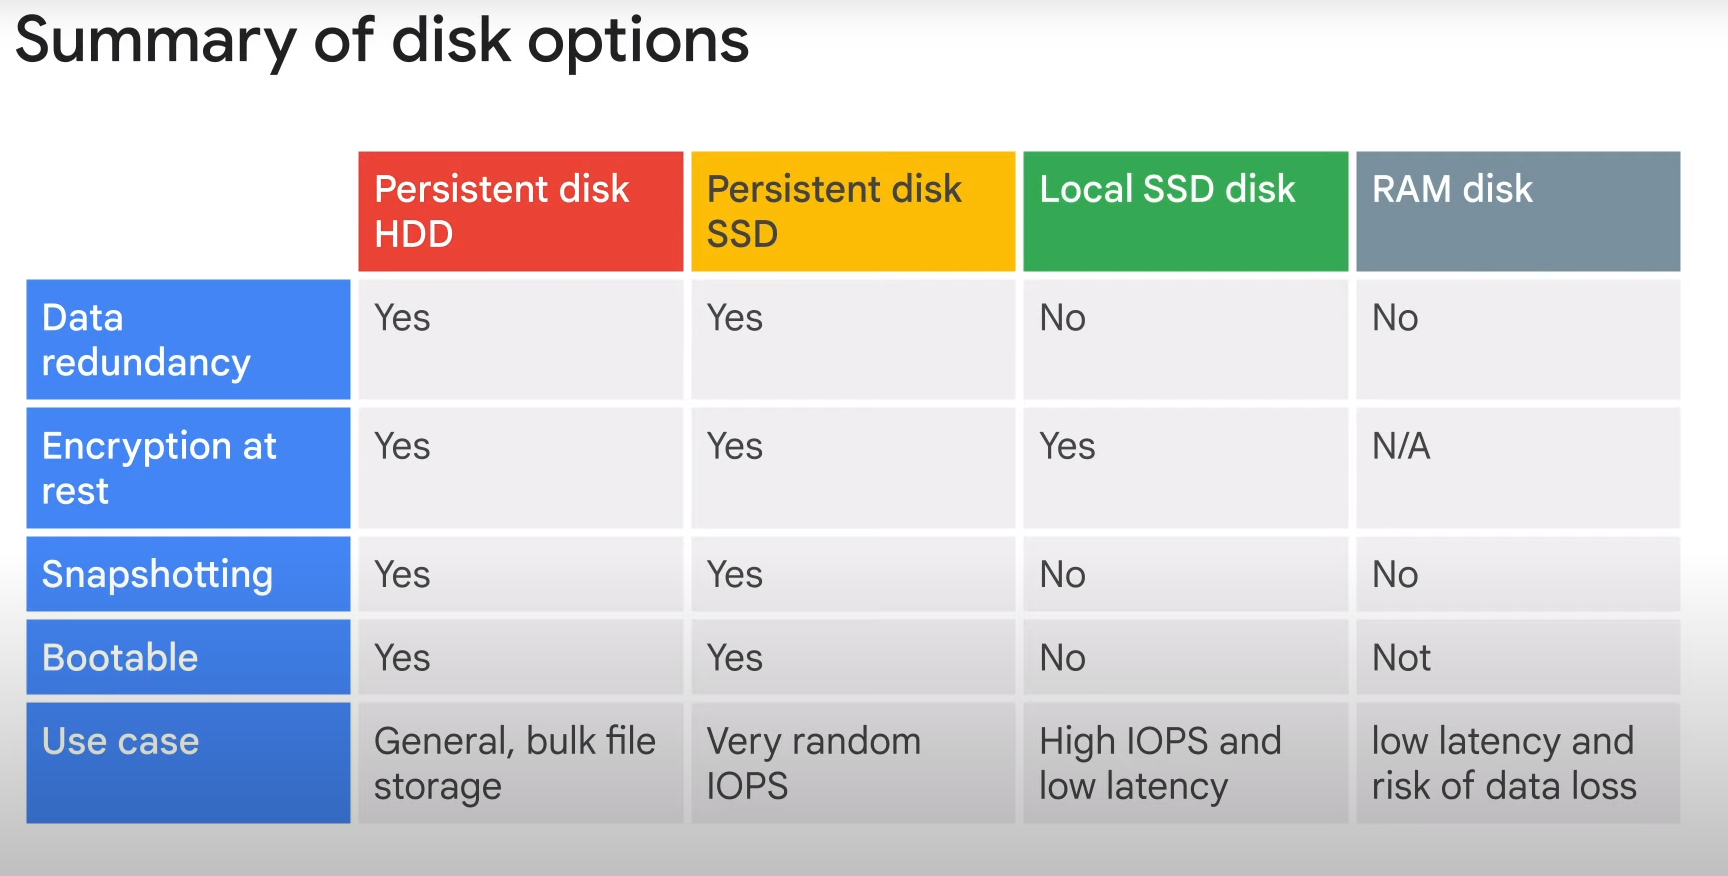 Summary of disk options
Persistent disk
HDD
Persistent disk
SSD
Local SSD disk
RAM disk
Data
redundancy
Yes
Yes
No
No
Encryption at
rest
Yes
Yes
Yes
N/A
Snapshotting
Yes
Yes
No
No
Bootable
Yes
Yes
No
Not
Use case
General, bulk file
storage
Very random
IOPS
High IOPS and
low latency
low latency and
risk of data loss